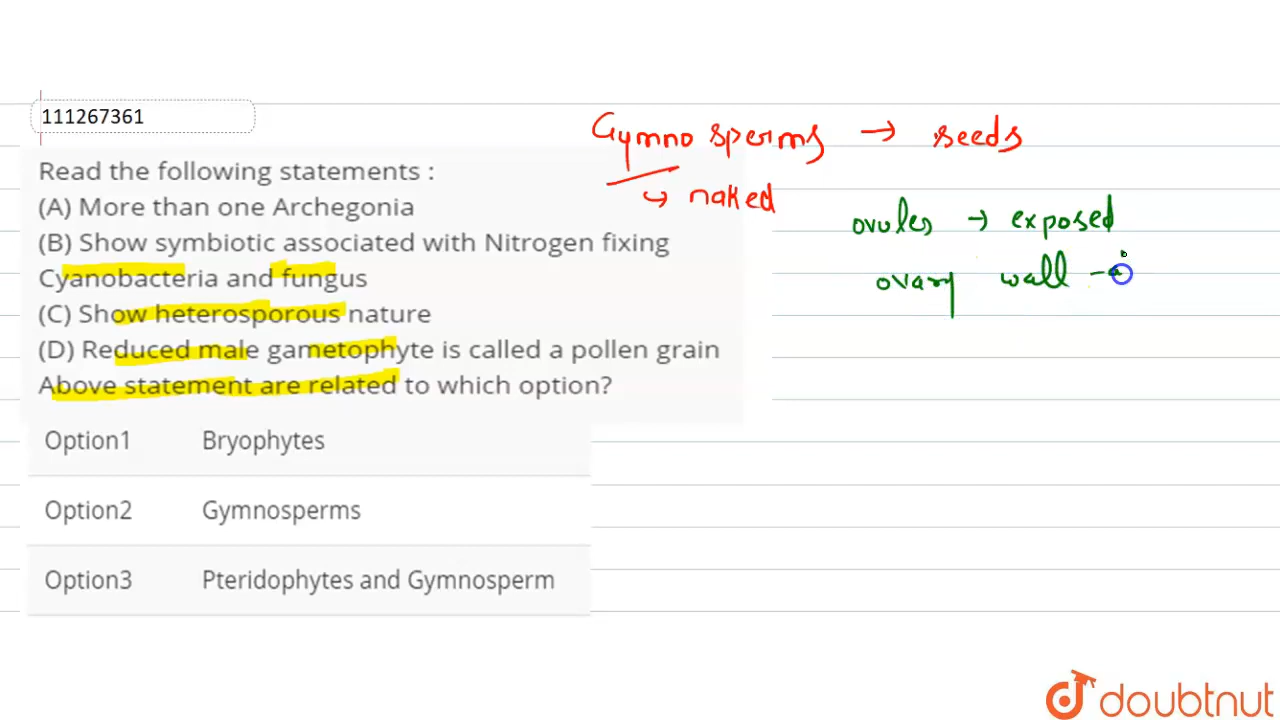 111267361
Read the following statements :
(A) More than one Archegonia
(B) Show symbiotic associated with Nitrogen fixing
Cyanobacteria and fungus
(C) Show heterosporous nature
(D) Reduced male gametophyte is called a pollen grain
Above statement are related to which option?
Option1 Bryophytes
Option2 Gymnosperms
Option3 Pteridophytes and Gymnosperm
Gymno sperms → seeds
↳ naked
ovules → exposed
ovary wall -
doubtnut